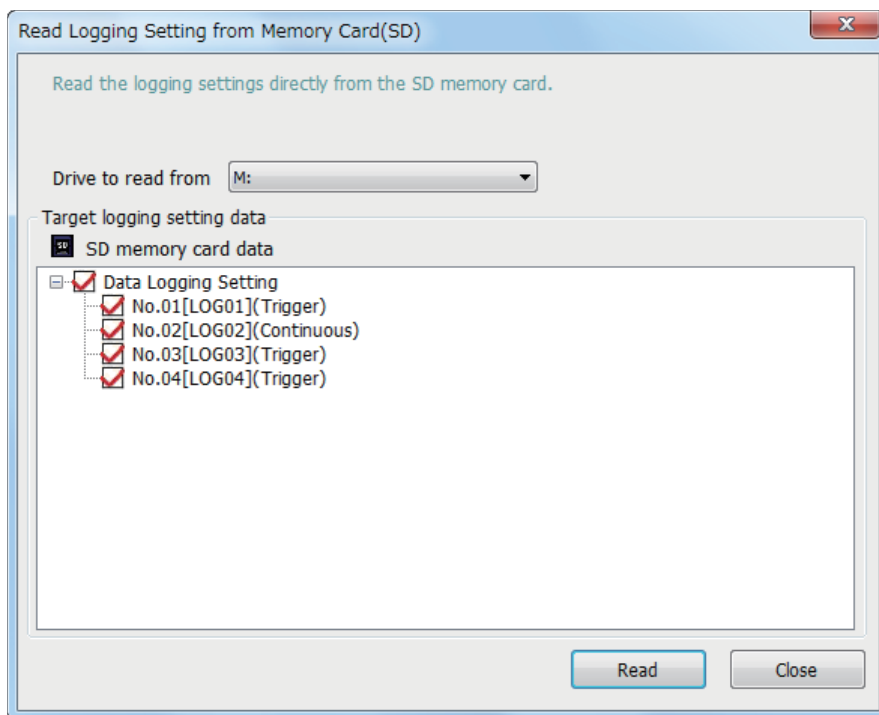 Read Logging Setting from Memory Card(SD)
Read the logging settings directly from the SD memory card.
Drive to read from M:
Target logging setting data
SD SD memory card data
Data Logging Setting
No.01[LOG01](Trigger)
No.02[LOG02](Continuous)
No.03[LOG03](Trigger)
No.04[LOG04](Trigger)
Read Close